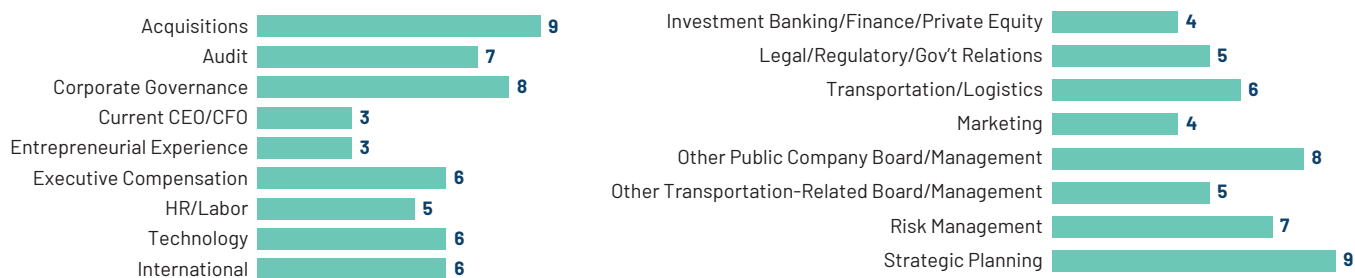 Acquisitions 9
Audit 7
Corporate Governance 8
Current CEO/CFO 3
Entrepreneurial Experience 3
Executive Compensation 6
HR/Labor 5
Technology 6
International 6
Investment Banking/Finance/Private Equity 4
Legal/Regulatory/Gov't Relations 5
Transportation/Logistics 6
Marketing 4
Other Public Company Board/Management 8
Other Transportation-Related Board/Management 5
Risk Management 7
Strategic Planning 9